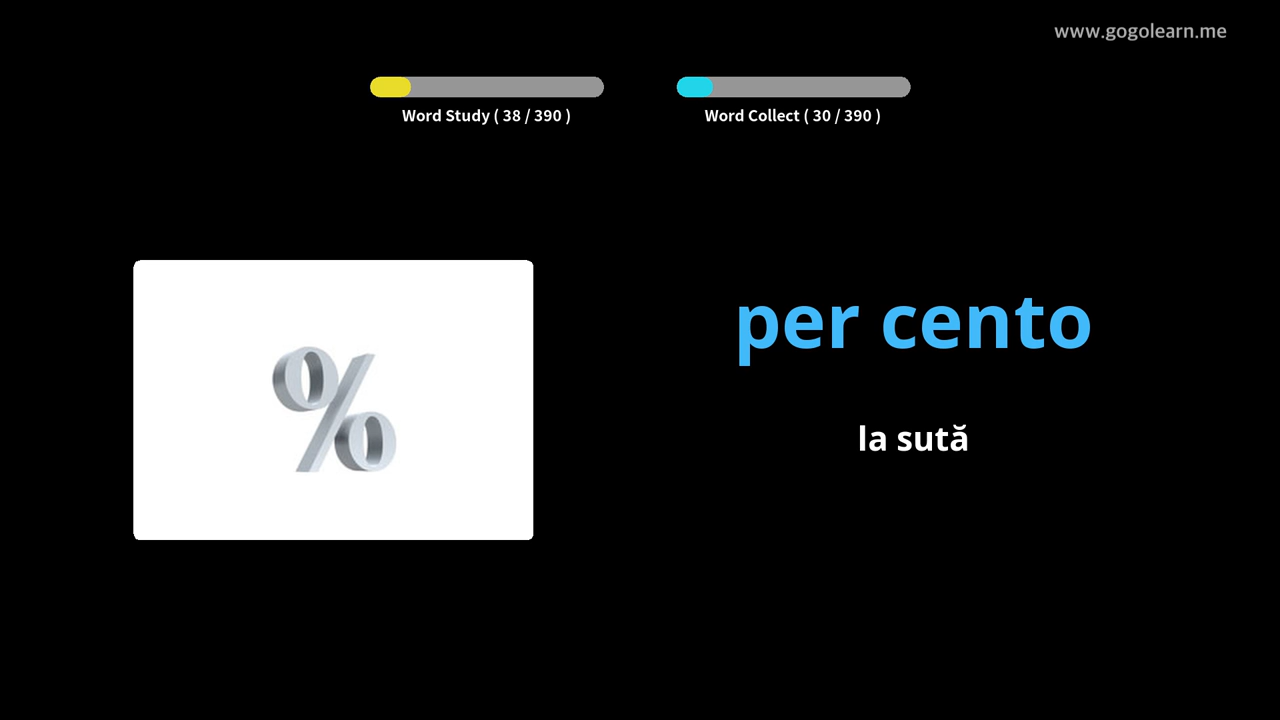 www.gogolearn.me
Word Study ( 38 / 390 )
Word Collect ( 30 / 390 )
%
per cento
la sută